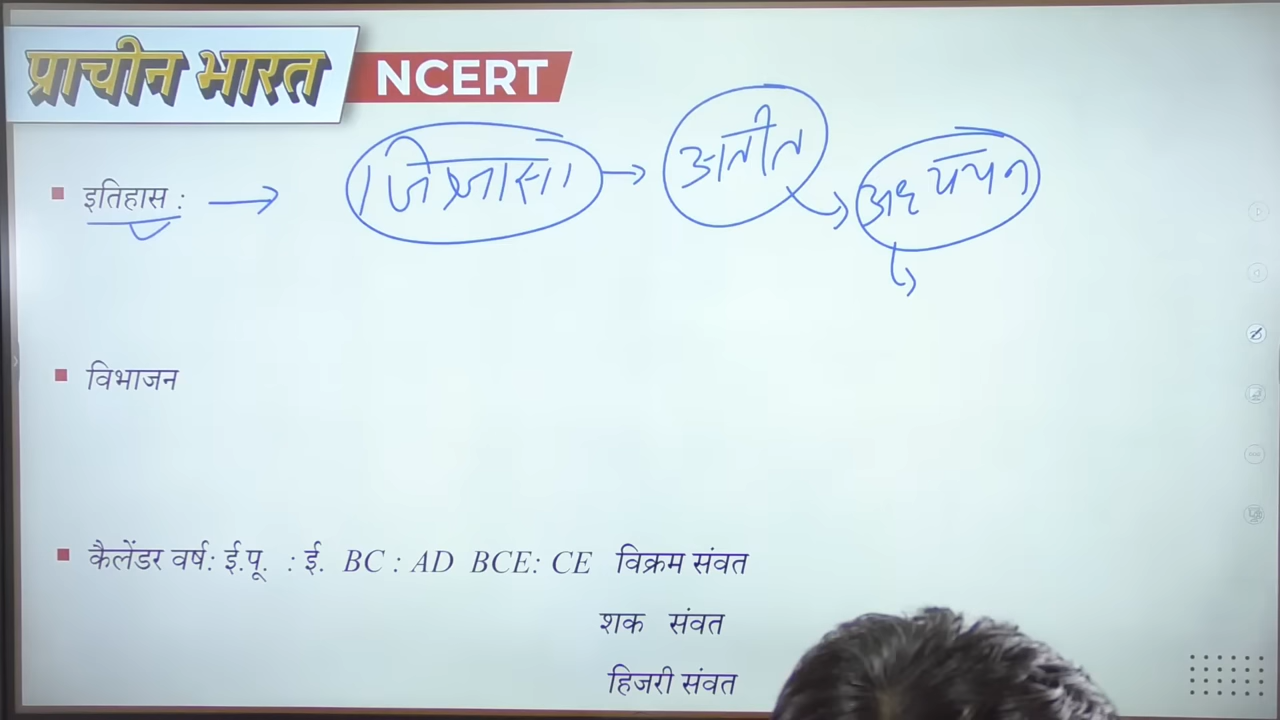 प्राचीन भारत NCERT
इतिहास : → जिज्ञासा → अतीत → अध्ययन
विभाजन
कैलेंडर वर्ष: ई.पू. : ई. BC : AD BCE: CE विक्रम संवत
शक संवत
हिजरी संवत